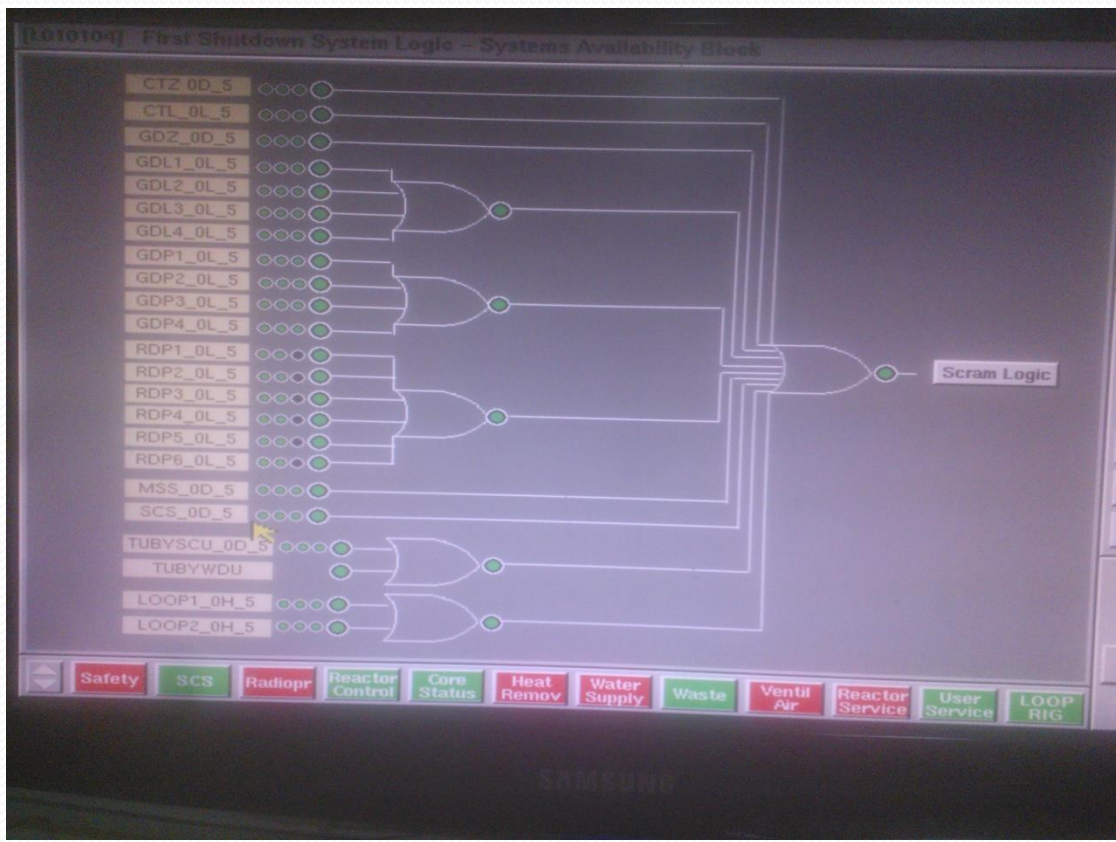 [L010104] First Shutdown System Logic - Systems Availability Block
CTZ 0D_5
CTL_0L_5
GDZ_0D_5
GDL1_0L_5
GDL2_0L_5
GDL3_0L_5
GDL4_0L_5
GDP1_0L_5
GDP2_0L_5
GDP3_0L_5
GDP4_0L_5
RDP1_0L_5
RDP2_0L_5
RDP3_0L_5
RDP4_0L_5
RDP5_0L_5
RDP6_0L_5
MSS_0D_5
SCS_0D_5
TUBYSCU_0D_5
TUBYWDU
LOOP1_0H_5
LOOP2_0H_5
Scram Logic
Safety
SCS
Radiopr
Reactor
Control
Core
Status
Heat
Remov
Water
Supply
Waste
Ventil
Air
Reactor
Service
User
Service
LOOP
RIG
SAMSUNG